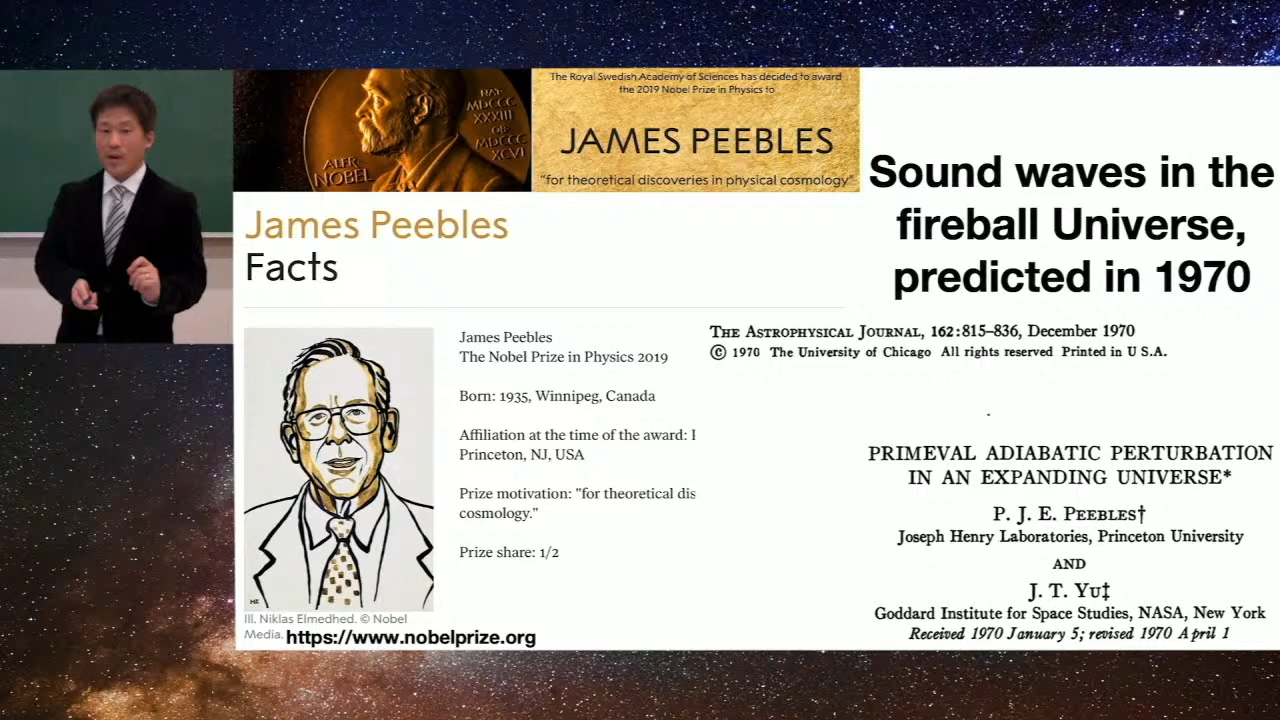 ALFR.
NOBEL
NAT.
MDCCC
XXXIII
OB.
MDCCC
XCVI
The Royal Swedish Academy of Sciences has decided to award
the 2019 Nobel Prize in Physics to
JAMES PEEBLES
“for theoretical discoveries in physical cosmology”
James Peebles
Facts
James Peebles
The Nobel Prize in Physics 2019
Born: 1935, Winnipeg, Canada
Affiliation at the time of the award:
Princeton, NJ, USA
Prize motivation: "for theoretical dis
cosmology."
Prize share: 1/2
Ill. Niklas Elmedhed. © Nobel
Media.
https://www.nobelprize.org
Sound waves in the
fireball Universe,
predicted in 1970
THE ASTROPHYSICAL JOURNAL, 162:815–836, December 1970
© 1970 The University of Chicago All rights reserved Printed in U S.A.
PRIMEVAL ADIABATIC PERTURBATION
IN AN EXPANDING UNIVERSE*
P. J. E. PEEBLES†
Joseph Henry Laboratories, Princeton University
AND
J. T. YU‡
Goddard Institute for Space Studies, NASA, New York
Received 1970 January 5; revised 1970 April 1